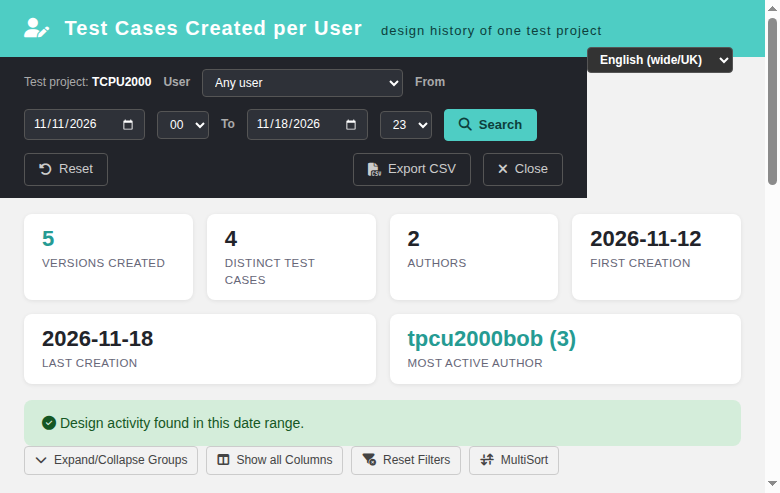 Test Cases Created per User design history of one test project
English (wide/UK)
Test project: TCPU2000 User Any user From
11/11/2026 00 To 11/18/2026 23 Search
Reset Export CSV Close
5 4 2 2026-11-12
VERSIONS CREATED DISTINCT TEST CASES AUTHORS FIRST CREATION
2026-11-18 tpcu2000bob (3)
LAST CREATION MOST ACTIVE AUTHOR
Design activity found in this date range.
Expand/Collapse Groups Show all Columns Reset Filters MultiSort